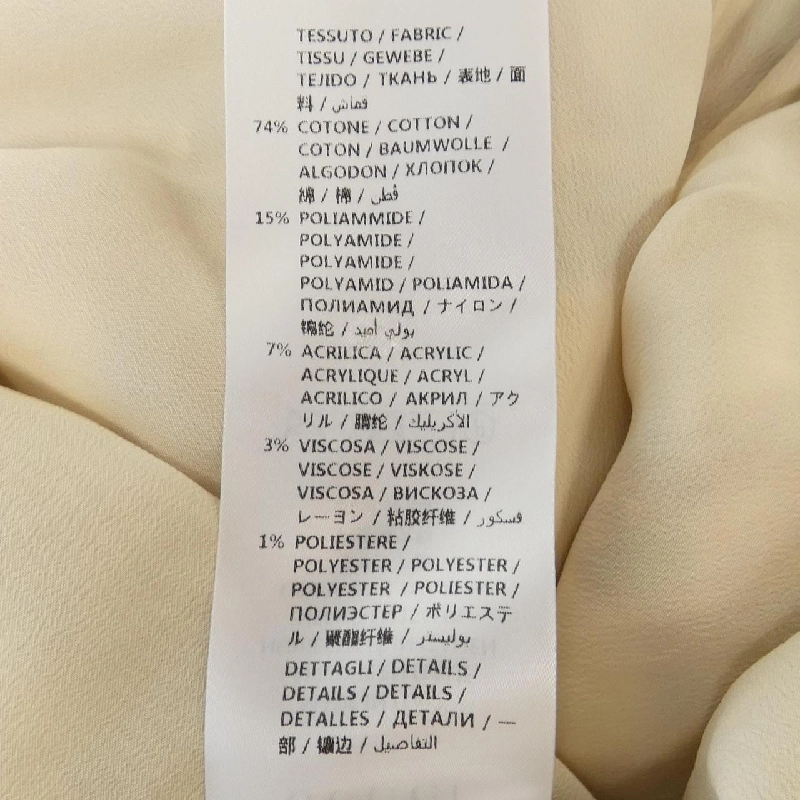 TESSUTO / FABRIC /
TISSU / GEWEBE /
TEJIDO / ТКАНЬ / 表地 / 面
料 / قماش
74% COTONE / COTTON /
COTON / BAUMWOLLE /
ALGODON / ХЛОПОК /
綿 / 棉 / قطن
15% POLIAMMIDE /
POLYAMIDE /
POLYAMIDE /
POLYAMID / POLIAMIDA /
ПОЛИАМИД / ナイロン /
锦纶 / بولي أميد
7% ACRILICA / ACRYLIC /
ACRYLIQUE / ACRYL /
ACRILICO / АКРИЛ / アク
リル / 腈纶 / الأكريليك
3% VISCOSA / VISCOSE /
VISCOSE / VISKOSE /
VISCOSA / ВИСКОЗА /
レーヨン / 粘胶纤维 / فسكوز
1% POLIESTERE /
POLYESTER / POLYESTER /
POLYESTER / POLIESTER /
ПОЛИЭСТЕР / ポリエステ
ル / 聚酯纤维 / بوليستر
DETTAGLI / DETAILS /
DETAILS / DETAILS /
DETALLES / ДЕТАЛИ / 一
部 / 镶边 / التفاصيل